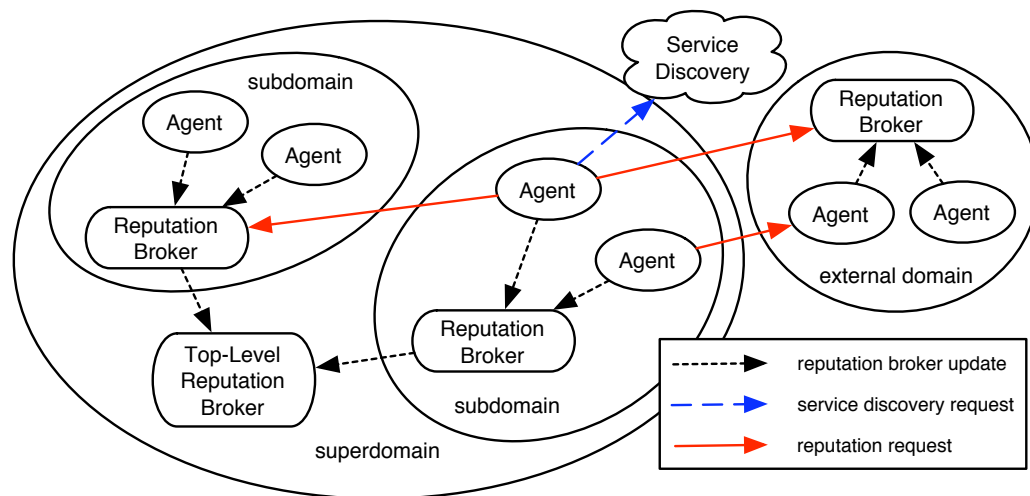 Service
Discovery
subdomain
Agent
Agent
Reputation
Broker
Top-Level
Reputation
Broker
superdomain
Agent
Agent
Reputation
Broker
subdomain
Reputation
Broker
Agent
Agent
external domain
reputation broker update
service discovery request
reputation request